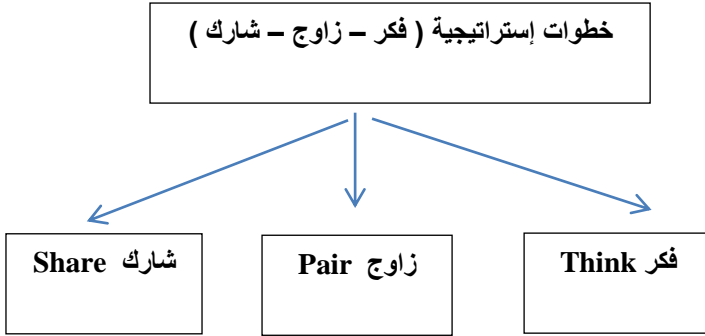 خطوات إستراتيجية ( فكر – زاوج – شارك )
فكر Think
زاوج Pair
شارك Share